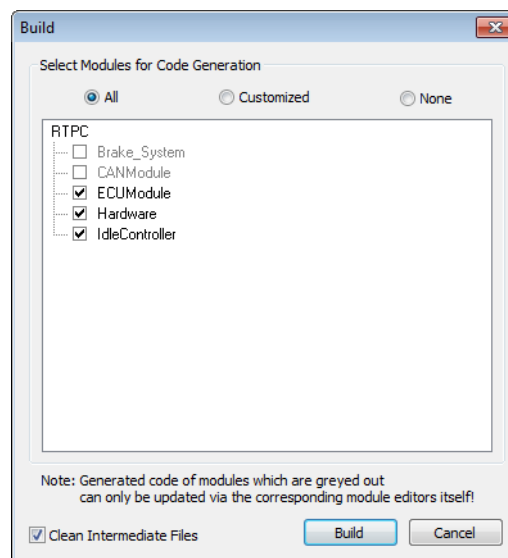 Build
Select Modules for Code Generation
All Customized None
RTPC
Brake_System
CANModule
ECUModule
Hardware
IdleController
Note: Generated code of modules which are greyed out
can only be updated via the corresponding module editors itself!
Clean Intermediate Files Build Cancel